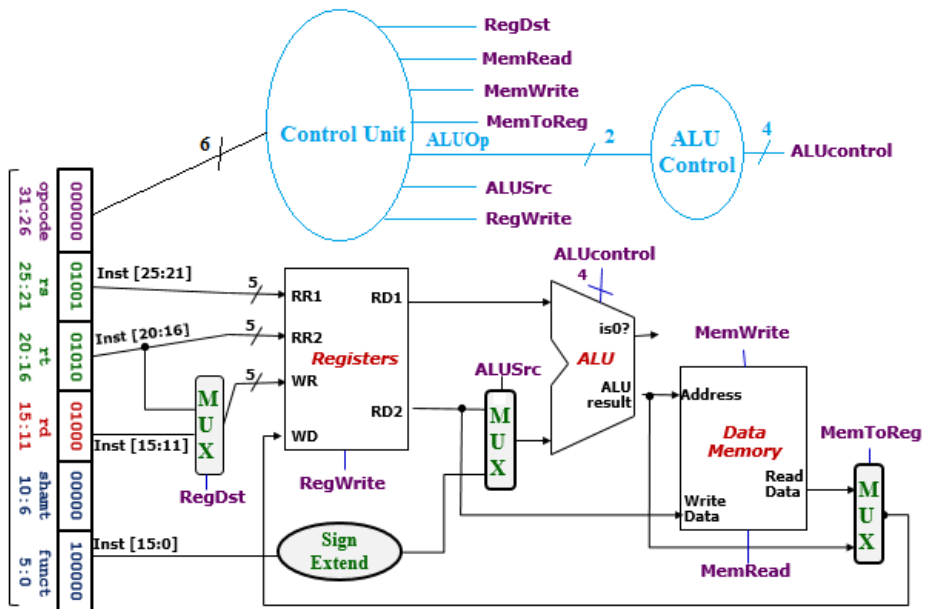 RegDst
MemRead
MemWrite
MemToReg
Control Unit
ALUOp
6
2
ALU
Control
4
ALUcontrol
ALUSrc
RegWrite
opcode
31:26
000000
rs
25:21
01001
rt
20:16
01010
rd
15:11
01000
shamt
10:6
00000
funct
5:0
100000
Inst [25:21]
5
Inst [20:16]
5
5
Inst [15:11]
Inst [15:0]
MUX
RegDst
RR1
RR2
WR
WD
Registers
RD1
RD2
RegWrite
Sign
Extend
ALUSrc
MUX
ALUcontrol
4
is0?
ALU
ALU
result
MemWrite
Address
Data
Memory
Read
Data
Write
Data
MemRead
MemToReg
MUX